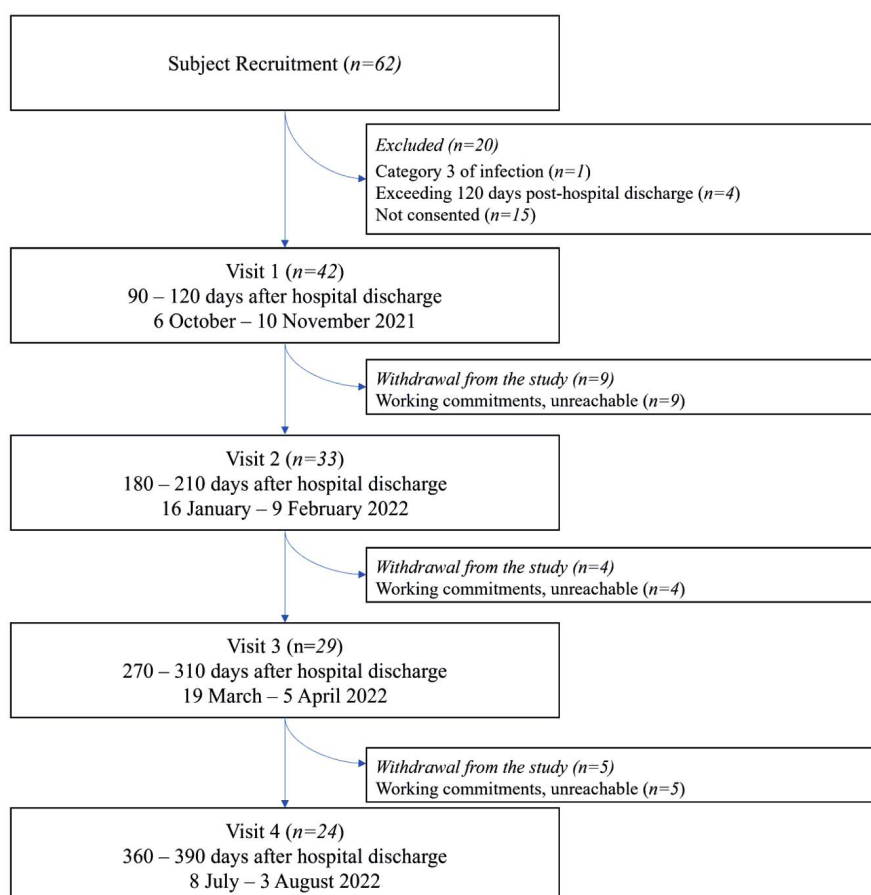 Subject Recruitment (n=62)
Excluded (n=20)
Category 3 of infection (n=1)
Exceeding 120 days post-hospital discharge (n=4)
Not consented (n=15)
Visit 1 (n=42)
90 – 120 days after hospital discharge
6 October – 10 November 2021
Withdrawal from the study (n=9)
Working commitments, unreachable (n=9)
Visit 2 (n=33)
180 – 210 days after hospital discharge
16 January – 9 February 2022
Withdrawal from the study (n=4)
Working commitments, unreachable (n=4)
Visit 3 (n=29)
270 – 310 days after hospital discharge
19 March – 5 April 2022
Withdrawal from the study (n=5)
Working commitments, unreachable (n=5)
Visit 4 (n=24)
360 – 390 days after hospital discharge
8 July – 3 August 2022